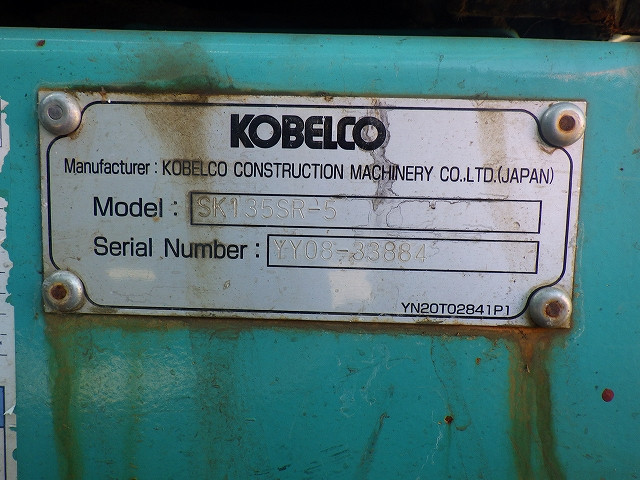 KOBELCO
Manufacturer : KOBELCO CONSTRUCTION MACHINERY CO.,LTD.(JAPAN)
Model : SK135SR-5
Serial Number : YY08-33884
YN20T02841P1